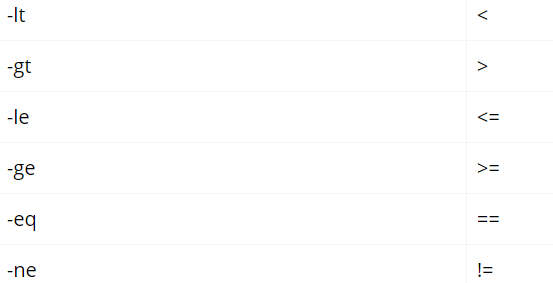 -lt <
-gt >
-le <=
-ge >=
-eq ==
-ne !=